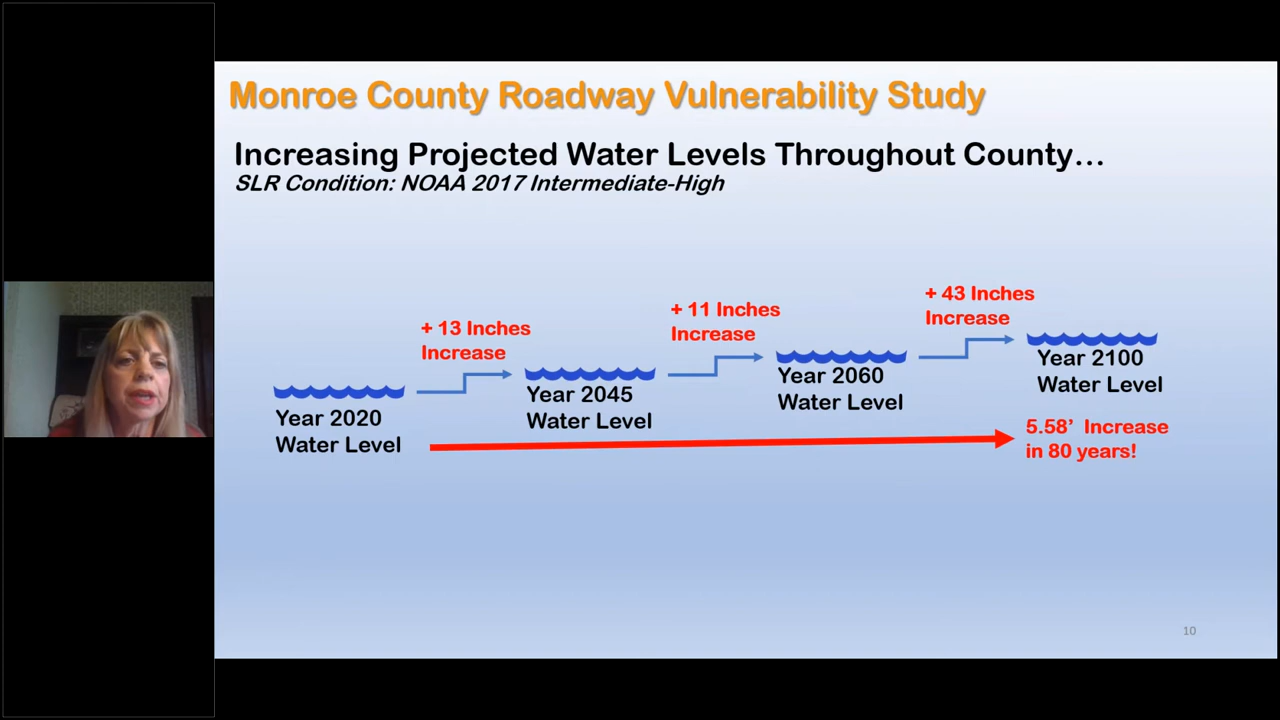 Monroe County Roadway Vulnerability Study
Increasing Projected Water Levels Throughout County…
SLR Condition: NOAA 2017 Intermediate-High
+ 13 Inches
Increase
+ 11 Inches
Increase
+ 43 Inches
Increase
Year 2020
Water Level
Year 2045
Water Level
Year 2060
Water Level
Year 2100
Water Level
5.58’ Increase
in 80 years!
10